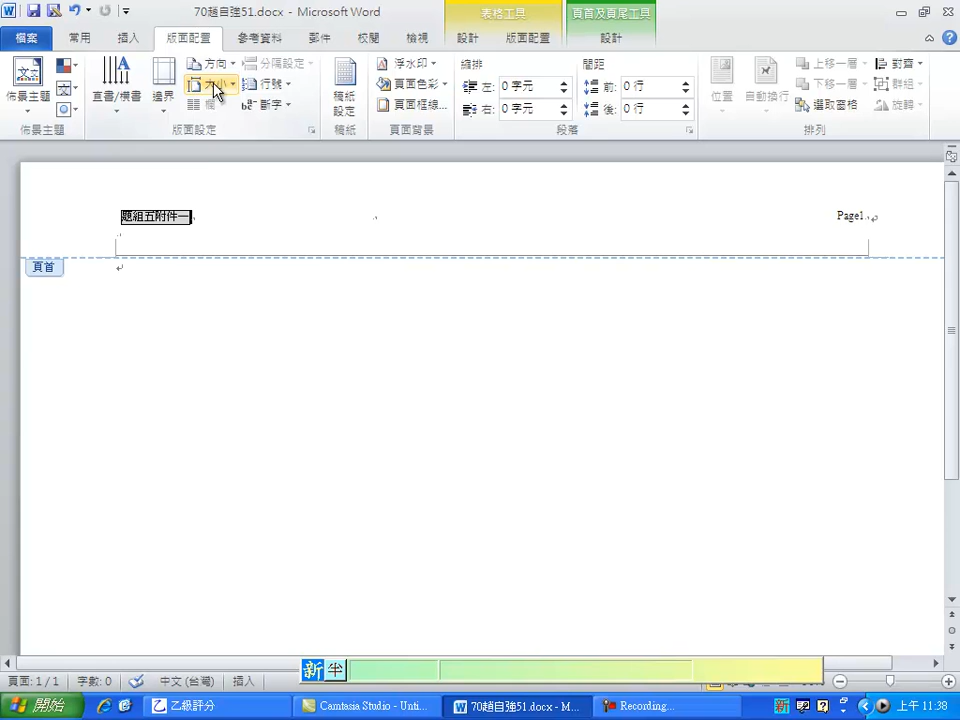 70趙自強51.docx - Microsoft Word
表格工具
頁首及頁尾工具
檔案
常用
插入
版面配置
參考資料
郵件
校閱
檢視
設計
版面配置
設計
佈景主題
文
直書/橫書
邊界
方向
大小
欄
分隔設定
行號
斷字
稿紙
設定
浮水印
頁面色彩
頁面框線...
縮排
左:
0 字元
右:
0 字元
間距
前:
0 行
後:
0 行
位置
自動換行
上移一層
下移一層
選取窗格
對齊
群組
旋轉
佈景主題
版面設定
稿紙
頁面背景
段落
排列
題組五附件一
Page1
頁首
新 半
頁面: 1 / 1
字數: 0
中文 (台灣)
插入
開始
乙級評分
Camtasia Studio - Unti...
70趙自強51.docx - M...
Recording...
新
上午 11:38